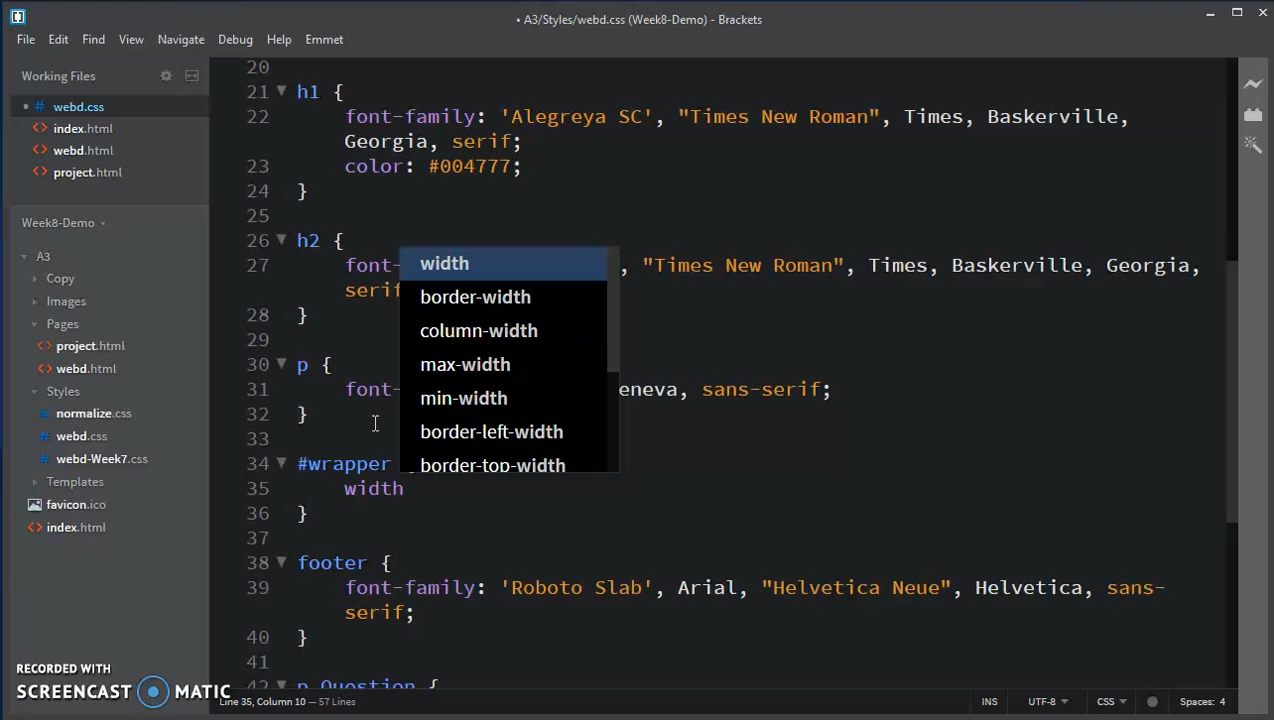 • A3/Styles/webd.css (Week8-Demo) - Brackets
File Edit Find View Navigate Debug Help Emmet
Working Files
webd.css
index.html
webd.html
project.html
Week8-Demo
A3
Copy
Images
Pages
project.html
webd.html
Styles
normalize.css
webd.css
webd-Week7.css
Templates
favicon.ico
index.html
20
21 h1 {
22 font-family: 'Alegreya SC', "Times New Roman", Times, Baskerville,
Georgia, serif;
23 color: #004777;
24 }
25
26 h2 {
27 font- , "Times New Roman", Times, Baskerville, Georgia,
serif
28 }
29
30 p {
31 font- eneva, sans-serif;
32 }
33
34 #wrapper
35 width
36 }
37
38 footer {
39 font-family: 'Roboto Slab', Arial, "Helvetica Neue", Helvetica, sans-
serif;
40 }
41
42 p.Question {
width
border-width
column-width
max-width
min-width
border-left-width
border-top-width
RECORDED WITH
SCREENCAST MATIC
Line 35, Column 10 — 57 Lines
INS UTF-8 CSS Spaces: 4